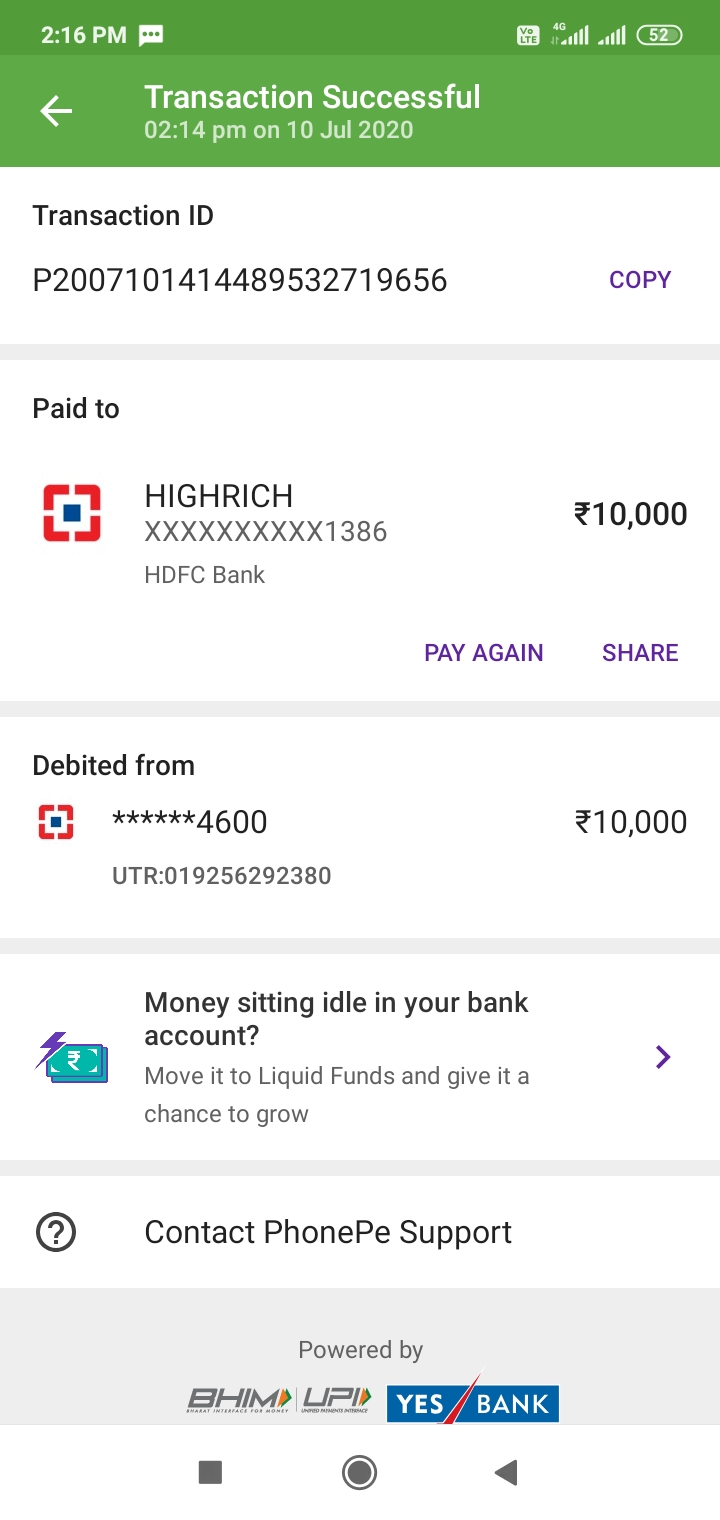 2:16 PM
Vo LTE 4G 52
Transaction Successful
02:14 pm on 10 Jul 2020
Transaction ID
P2007101414489532719656 COPY
Paid to
HIGHRICH
XXXXXXXXXX1386
₹10,000
HDFC Bank
PAY AGAIN SHARE
Debited from
******4600 ₹10,000
UTR:019256292380
Money sitting idle in your bank
account?
Move it to Liquid Funds and give it a
chance to grow
Contact PhonePe Support
Powered by
BHIM UPI YES BANK
BHARAT INTERFACE FOR MONEY UNIFIED PAYMENTS INTERFACE